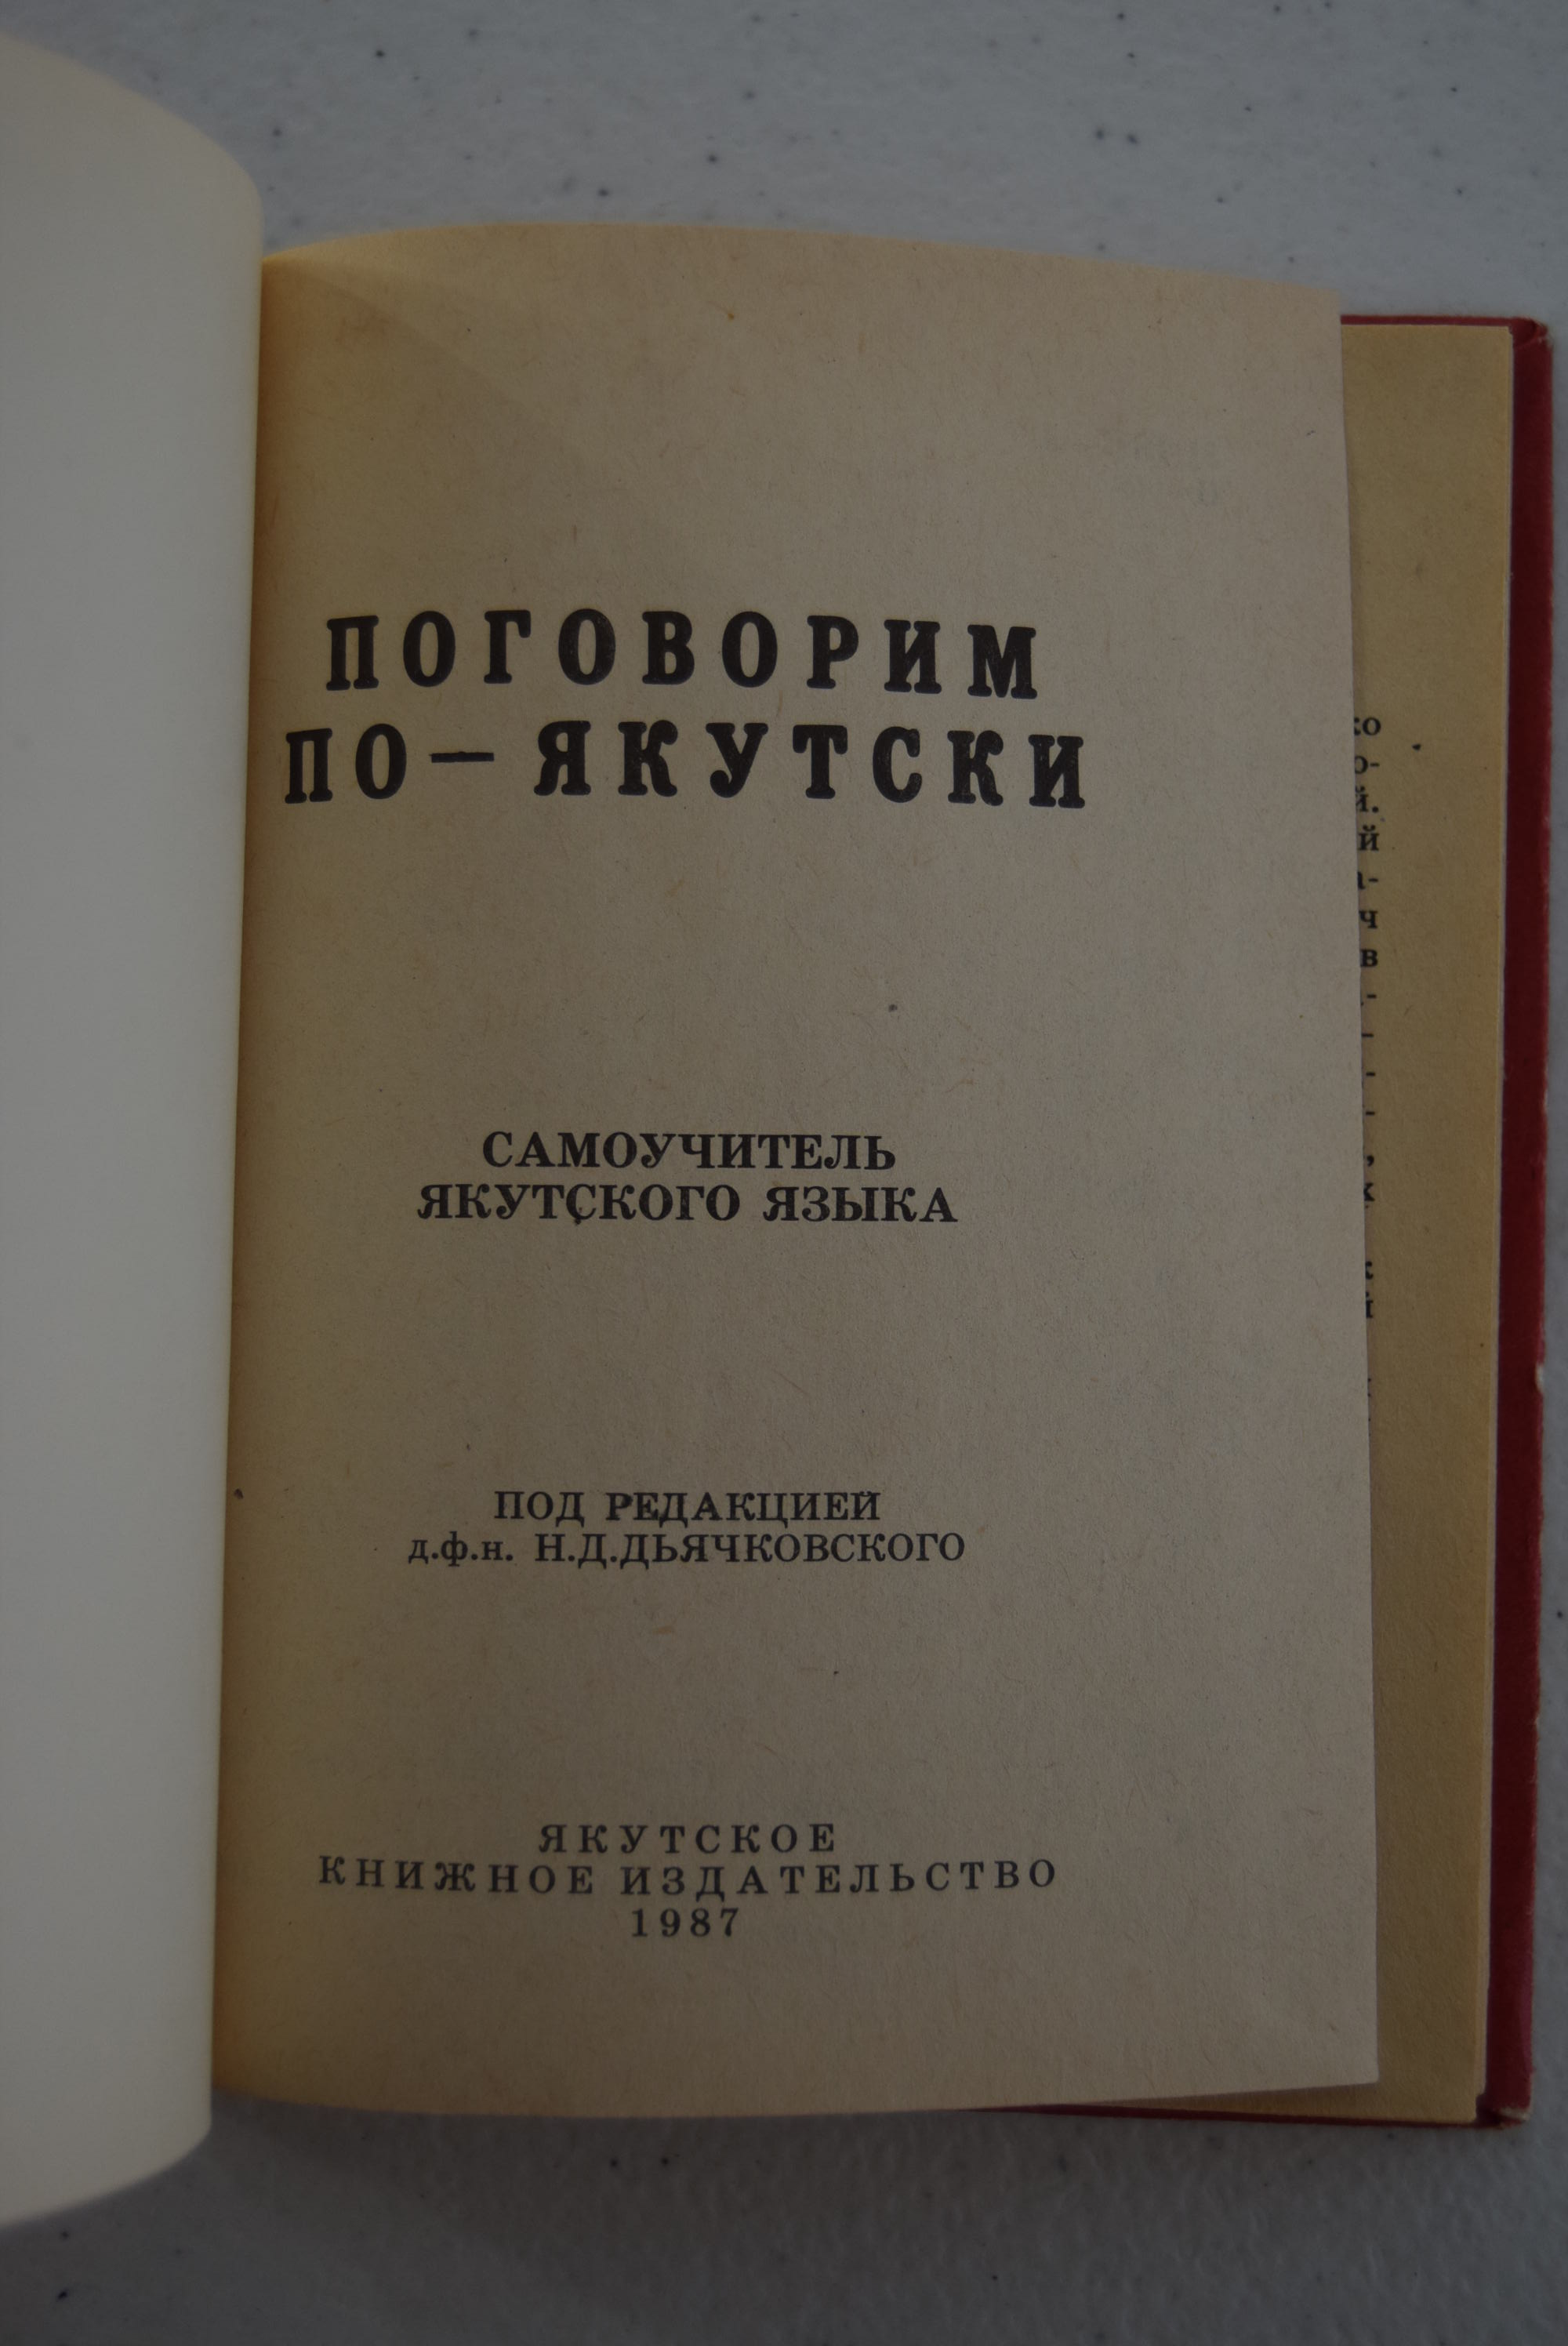 ПОГОВОРИМ
ПО—ЯКУТСКИ
САМОУЧИТЕЛЬ
ЯКУТСКОГО ЯЗЫКА
ПОД РЕДАКЦИЕЙ
д.ф.н. Н.Д.ДЬЯЧКОВСКОГО
ЯКУТСКОЕ
КНИЖНОЕ ИЗДАТЕЛЬСТВО
1987